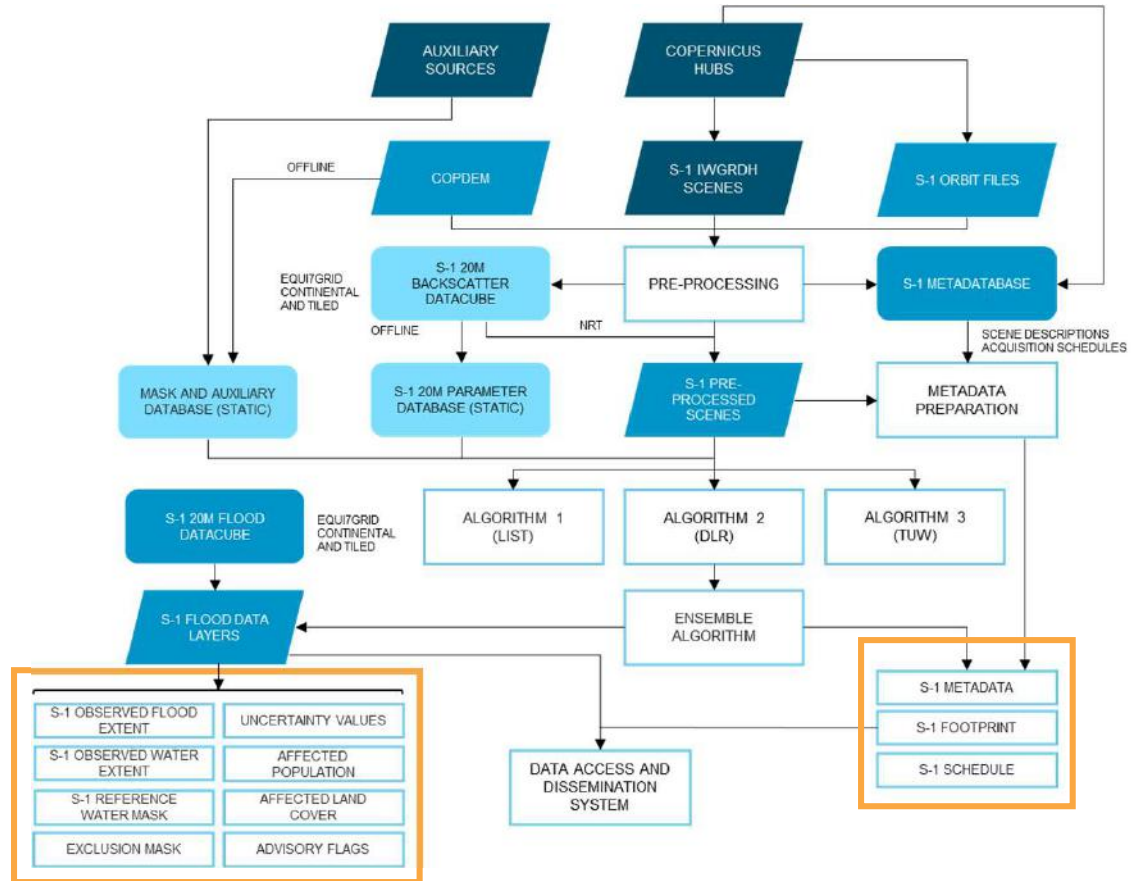 AUXILIARY
SOURCES
COPERNICUS
HUBS
OFFLINE
COPDEM
S-1 IWGRDH
SCENES
S-1 ORBIT FILES
EQUI7GRID
CONTINENTAL
AND TILED
S-1 20M
BACKSCATTER
DATACUBE
PRE-PROCESSING
S-1 METADATABASE
OFFLINE
NRT
SCENE DESCRIPTIONS
ACQUISITION SCHEDULES
MASK AND AUXILIARY
DATABASE (STATIC)
S-1 20M PARAMETER
DATABASE (STATIC)
S-1 PRE-
PROCESSED
SCENES
METADATA
PREPARATION
S-1 20M FLOOD
DATACUBE
EQUI7GRID
CONTINENTAL
AND TILED
ALGORITHM 1
(LIST)
ALGORITHM 2
(DLR)
ALGORITHM 3
(TUW)
S-1 FLOOD DATA
LAYERS
ENSEMBLE
ALGORITHM
S-1 OBSERVED FLOOD
EXTENT
UNCERTAINTY VALUES
S-1 OBSERVED WATER
EXTENT
AFFECTED
POPULATION
S-1 REFERENCE
WATER MASK
AFFECTED LAND
COVER
EXCLUSION MASK
ADVISORY FLAGS
DATA ACCESS AND
DISSEMINATION
SYSTEM
S-1 METADATA
S-1 FOOTPRINT
S-1 SCHEDULE